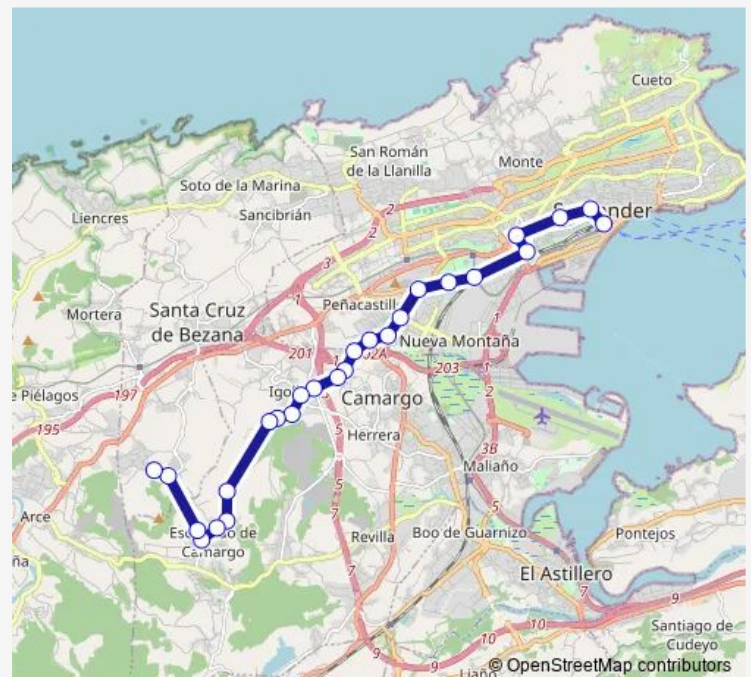 Cueto
San Román
de la Llanilla
Monte
Soto de la Marina
2
Sancibrián
Liencres
2
3
1
Mortera
Santa Cruz
de Bezana
Peñacastill
1
Nueva Montaña
201
203
1
2
197
e Piélagos
Igo
Camargo
195
Herrera
3B
Maliaño
5
5
Arce
Revilla
Boo de Guarnizo
Pontejos
Camargo
El Astillero
7
7
9
10
10
9
9
Santiago de
Cudeyo
© OpenStreetMap contributors